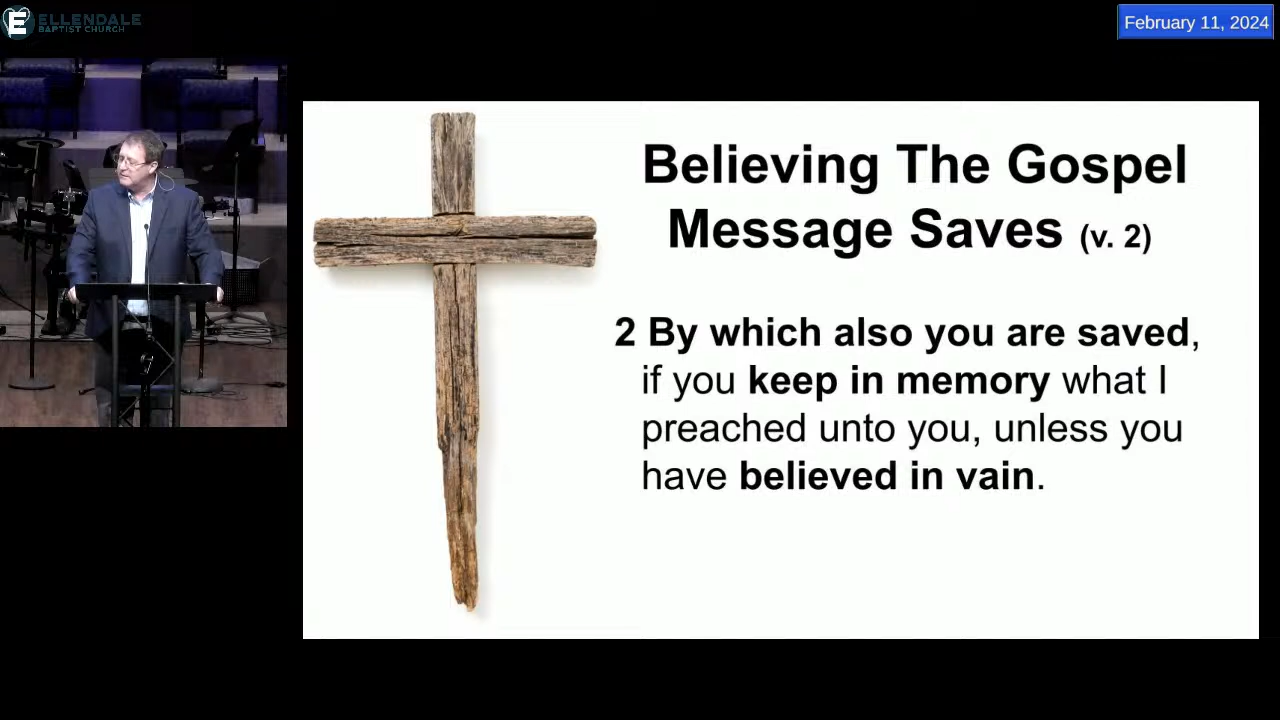 ELLENDALE
BAPTIST CHURCH
February 11, 2024
Believing The Gospel
Message Saves (v. 2)
2 By which also you are saved,
if you keep in memory what I
preached unto you, unless you
have believed in vain.